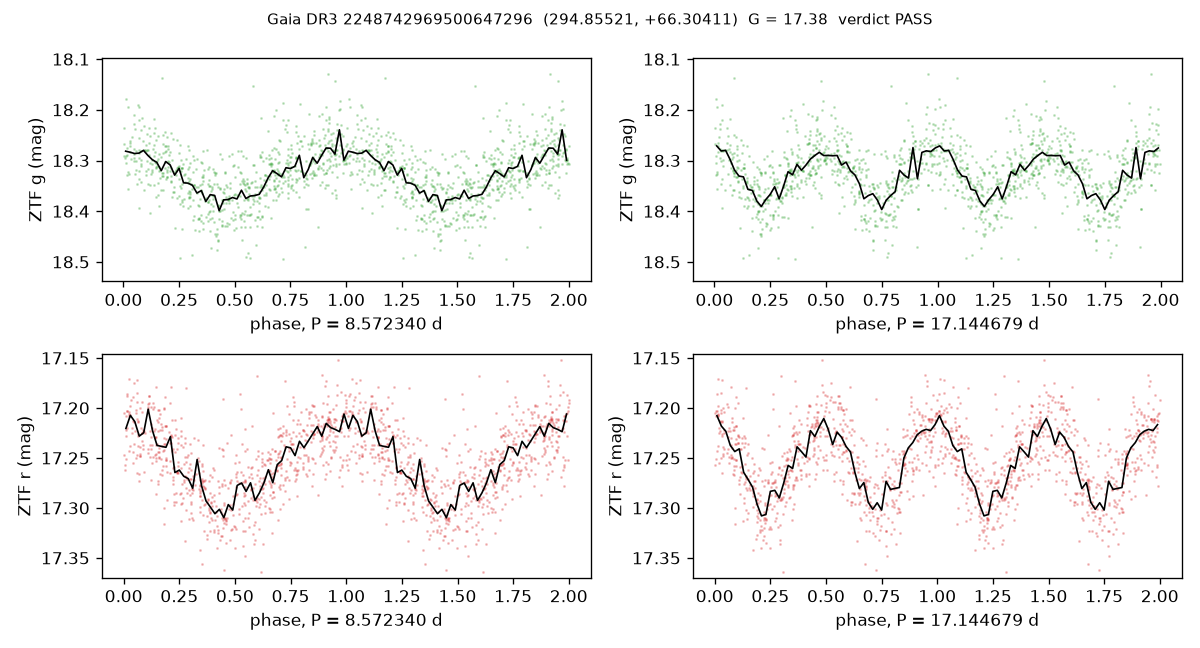 Gaia DR3 2248742969500647296  (294.85521, +66.30411)  G = 17.38  verdict PASS
ZTF g (mag)
18.1
18.2
18.3
18.4
18.5
0.00 0.25 0.50 0.75 1.00 1.25 1.50 1.75 2.00
phase, P = 8.572340 d
ZTF g (mag)
18.1
18.2
18.3
18.4
18.5
0.00 0.25 0.50 0.75 1.00 1.25 1.50 1.75 2.00
phase, P = 17.144679 d
ZTF r (mag)
17.15
17.20
17.25
17.30
17.35
0.00 0.25 0.50 0.75 1.00 1.25 1.50 1.75 2.00
phase, P = 8.572340 d
ZTF r (mag)
17.15
17.20
17.25
17.30
17.35
0.00 0.25 0.50 0.75 1.00 1.25 1.50 1.75 2.00
phase, P = 17.144679 d